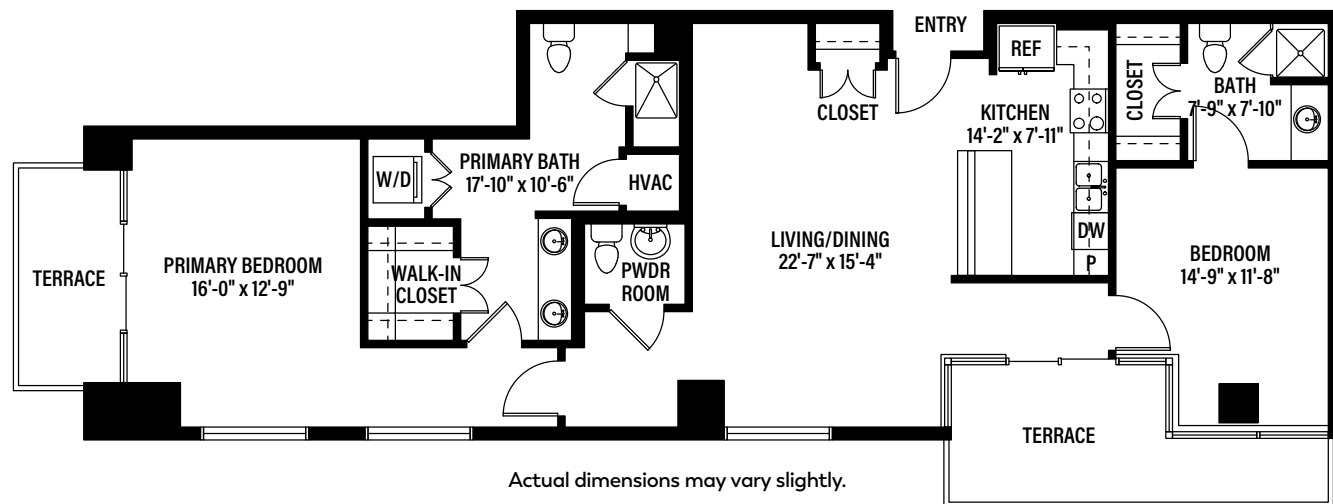 ENTRY
REF
CLOSET
KITCHEN
14'-2" x 7'-11"
CLOSET
BATH
7'-9" x 7'-10"
W/D
PRIMARY BATH
17'-10" x 10'-6"
HVAC
TERRACE
PRIMARY BEDROOM
16'-0" x 12'-9"
WALK-IN
CLOSET
PWDR
ROOM
LIVING/DINING
22'-7" x 15'-4"
DW
P
BEDROOM
14'-9" x 11'-8"
TERRACE
Actual dimensions may vary slightly.